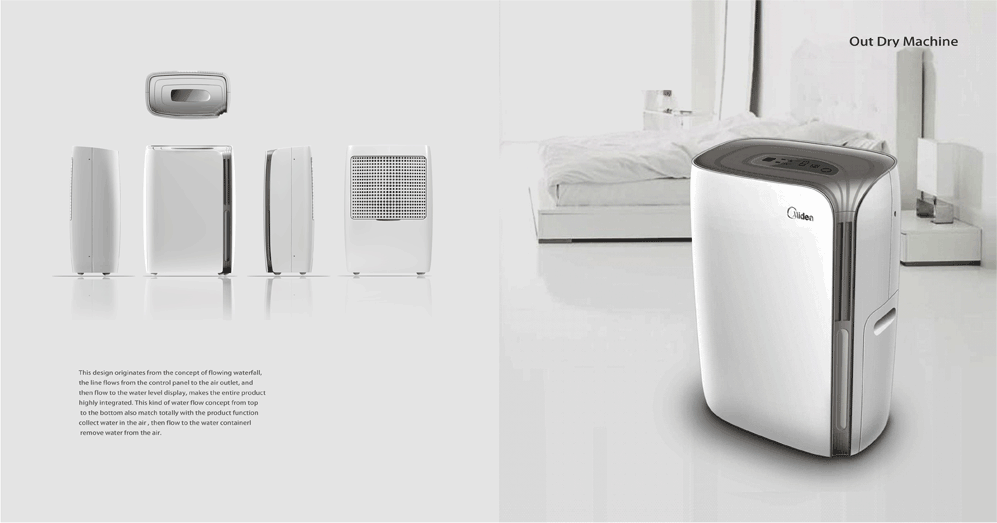 Out Dry Machine
Midea
This design originates from the concept of flowing waterfall,
the line flows from the control panel to the air outlet, and
then flow to the water level display, makes the entire product
highly integrated. This kind of water flow concept from top
to the bottom also match totally with the product function
collect water in the air , then flow to the water containerl
remove water from the air.